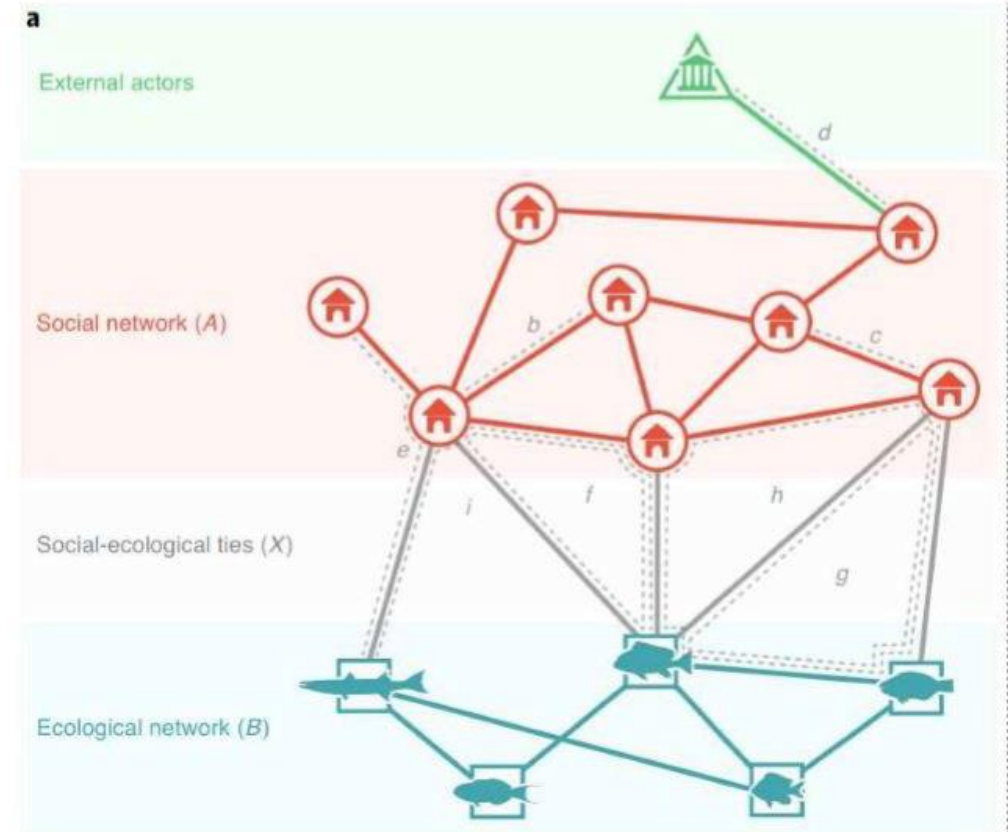 a
External actors
d
Social network (A)
b
c
e
i
f
h
Social-ecological ties (X)
g
Ecological network (B)